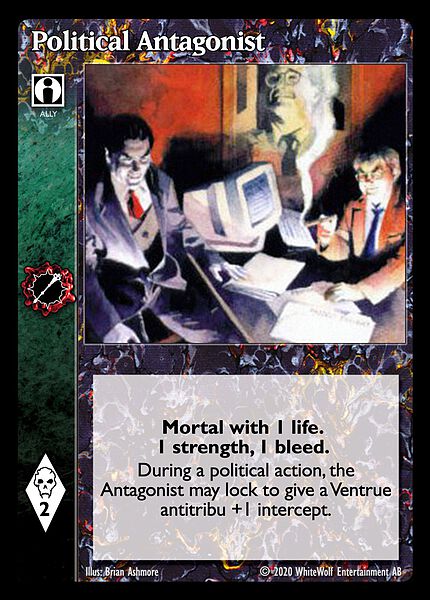 Political Antagonist
ALLY
Mortal with 1 life.
1 strength, 1 bleed.
During a political action, the
Antagonist may lock to give a Ventrue
antitribu +1 intercept.
2
Illus: Brian Ashmore
© 2020 WhiteWolf Entertainment AB